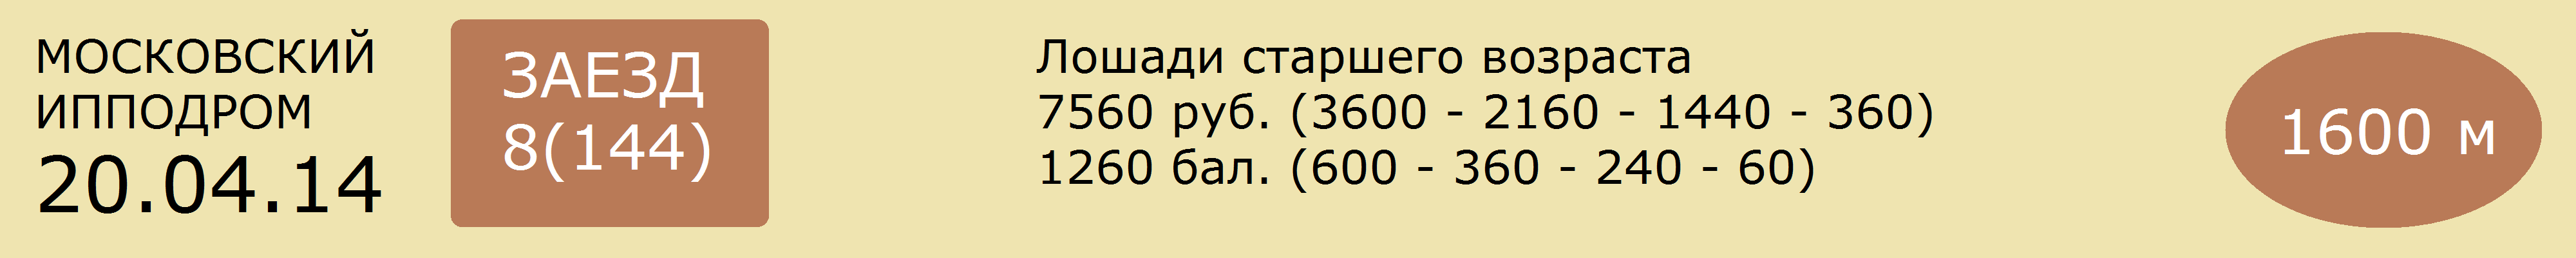 МОСКОВСКИЙ
ИППОДРОМ
20.04.14
ЗАЕЗД
8(144)
Лошади старшего возраста
7560 руб. (3600 - 2160 - 1440 - 360)
1260 бал. (600 - 360 - 240 - 60)
1600 м